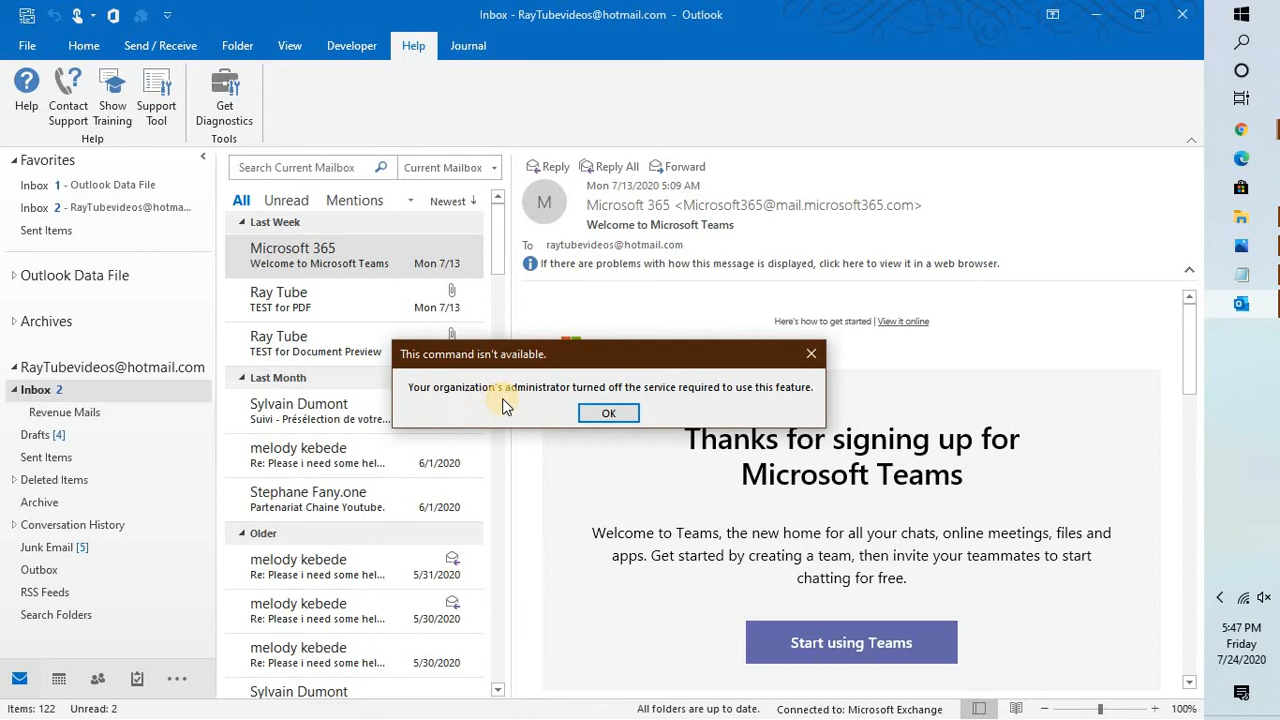 Inbox - RayTubevideos@hotmail.com - Outlook
File Home Send / Receive Folder View Developer Help Journal
Help Contact Support Show Training Support Tool Get Diagnostics
Help Tools
Favorites
Inbox 1 - Outlook Data File
Inbox 2 - RayTubevideos@hotma...
Sent Items
Outlook Data File
Archives
RayTubevideos@hotmail.com
Inbox 2
Revenue Mails
Drafts [4]
Sent Items
Deleted Items
Archive
Conversation History
Junk Email [5]
Outbox
RSS Feeds
Search Folders
Search Current Mailbox Current Mailbox
All Unread Mentions Newest ↓
Last Week
Microsoft 365
Welcome to Microsoft Teams Mon 7/13
Ray Tube
TEST for PDF Mon 7/13
Ray Tube
TEST for Document Preview
Last Month
Sylvain Dumont
Suivi - Présélection de votre...
melody kebede
Re: Please i need some hel... 6/1/2020
Stephane Fany.one
Partenariat Chaine Youtube. 6/1/2020
Older
melody kebede
Re: Please i need some hel... 5/31/2020
melody kebede
Re: Please i need some hel... 5/30/2020
melody kebede
Re: Please i need some hel... 5/30/2020
Sylvain Dumont
Reply Reply All Forward
Mon 7/13/2020 5:09 AM
M
Microsoft 365 <Microsoft365@mail.microsoft365.com>
Welcome to Microsoft Teams
To raytubevideos@hotmail.com
If there are problems with how this message is displayed, click here to view it in a web browser.
Here's how to get started | View it online
This command isn't available.
Your organization's administrator turned off the service required to use this feature.
OK
Thanks for signing up for
Microsoft Teams
Welcome to Teams, the new home for all your chats, online meetings, files and
apps. Get started by creating a team, then invite your teammates to start
chatting for free.
Start using Teams
5:47 PM
Friday
7/24/2020
Items: 122 Unread: 2 All folders are up to date. Connected to: Microsoft Exchange 100%